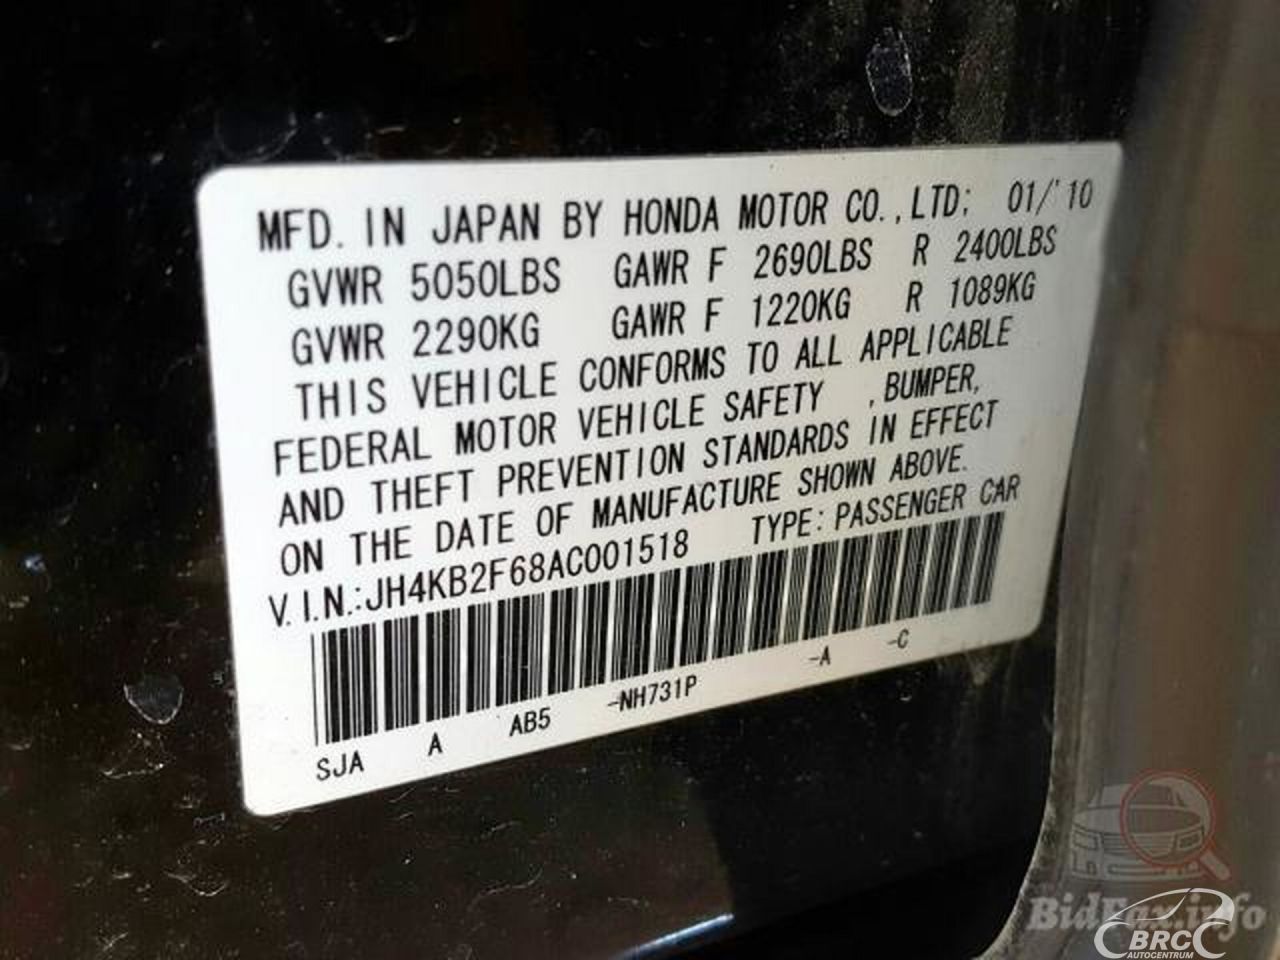 MFD. IN JAPAN BY HONDA MOTOR CO., LTD; 01/'10
GVWR 5050LBS GAWR F 2690LBS R 2400LBS
GVWR 2290KG GAWR F 1220KG R 1089KG
THIS VEHICLE CONFORMS TO ALL APPLICABLE
FEDERAL MOTOR VEHICLE SAFETY , BUMPER,
AND THEFT PREVENTION STANDARDS IN EFFECT
ON THE DATE OF MANUFACTURE SHOWN ABOVE.
V.I.N.:JH4KB2F68AC001518 TYPE: PASSENGER CAR
SJA A AB5 -NH731P -A -C
BidFax.info
BRC
AUTOCENTRUM